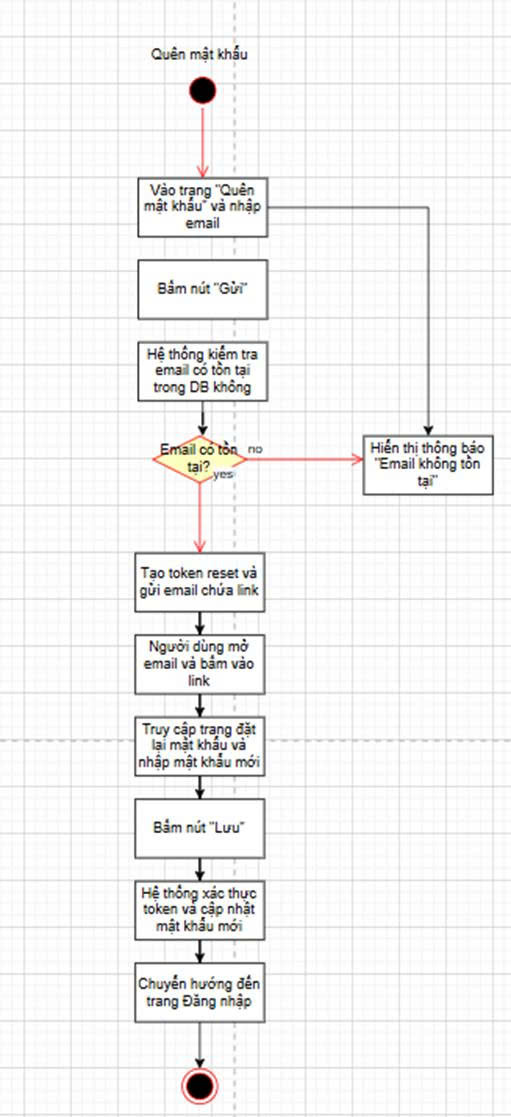 Quên mật khẩu
Vào trang "Quên
mật khẩu" và nhập
email
Bấm nút "Gửi"
Hệ thống kiểm tra
email có tồn tại
trong DB không
Email có tồn
tại?
no
yes
Hiển thị thông báo
"Email không tồn
tại"
Tạo token reset và
gửi email chứa link
Người dùng mở
email và bấm vào
link
Truy cập trang đặt
lại mật khẩu và
nhập mật khẩu mới
Bấm nút "Lưu"
Hệ thống xác thực
token và cập nhật
mật khẩu mới
Chuyển hướng đến
trang Đăng nhập